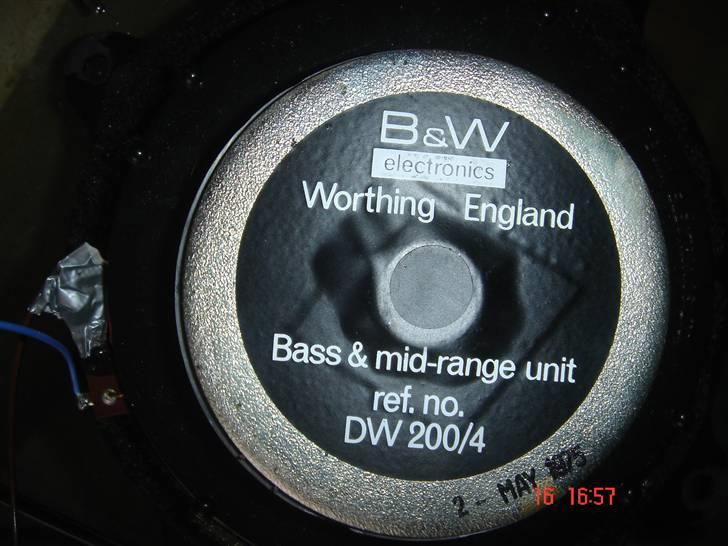 B&W
electronics
Worthing England
Bass & mid-range unit
ref. no.
DW 200/4
2 - MAY 1975
16 16:57